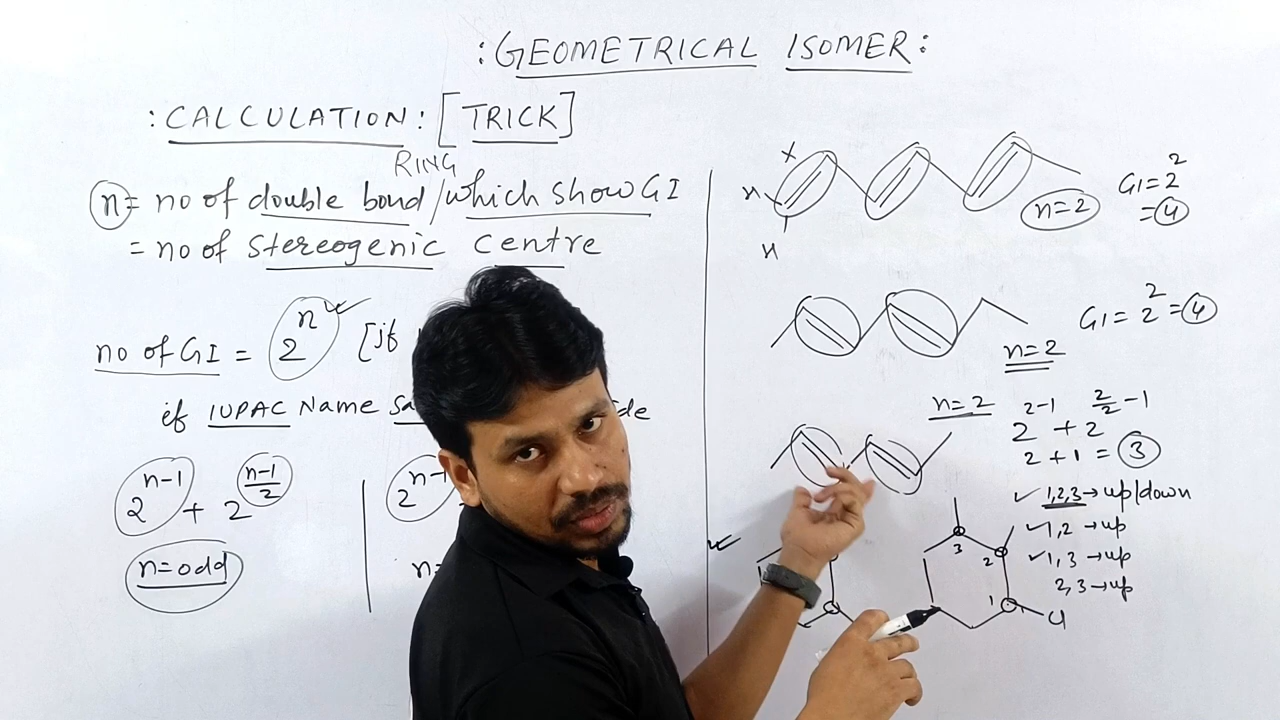 : GEOMETRICAL ISOMER :
: CALCULATION : [ TRICK ]
RING
n = no of double bond / which show GI
= no of stereogenic centre
no of GI = 2^n [if
if IUPAC Name
2^(n-1) + 2^((n-1)/2)
n = odd
2^(n-1)
n=
H
H
n=2
GI = 2^2
= 4
n=2
GI = 2^2 = 4
n=2
2^(2-1) + 2^(2/2 - 1)
2 + 1 = 3
1,2,3 → up/down
1,2 → up
1,3 → up
2,3 → up
3
2
1
Cl